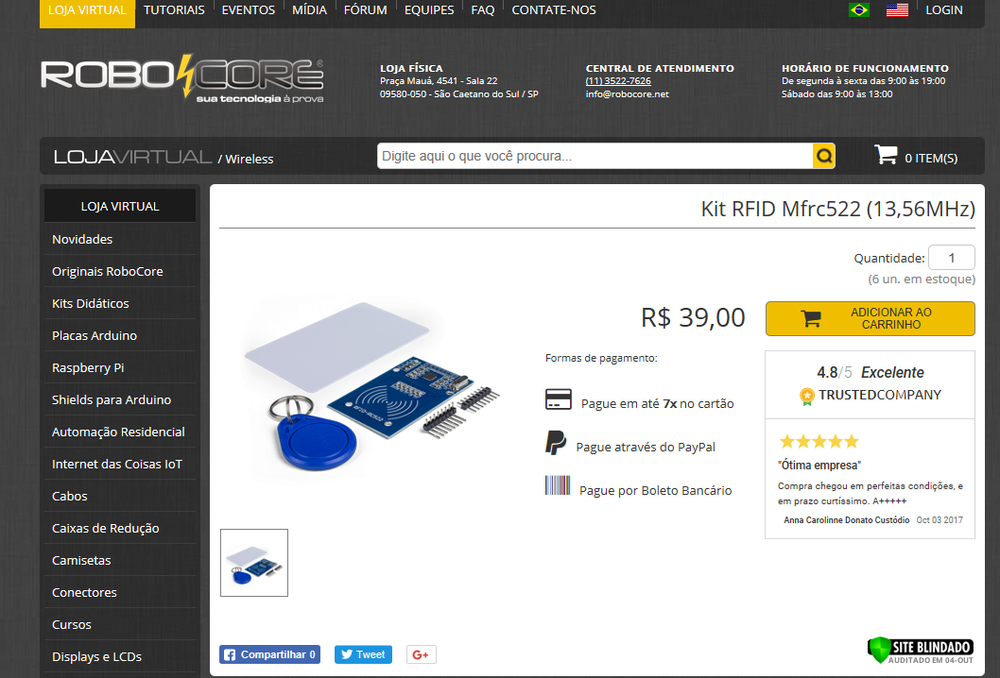 LOJA VIRTUAL TUTORIAIS EVENTOS MÍDIA FÓRUM EQUIPES FAQ CONTATE-NOS LOGIN
ROBOCORE®
sua tecnologia à prova
LOJA FÍSICA
Praça Mauá, 4541 - Sala 22
09580-050 - São Caetano do Sul / SP
CENTRAL DE ATENDIMENTO
(11) 3522-7626
info@robocore.net
HORÁRIO DE FUNCIONAMENTO
De segunda à sexta das 9:00 às 19:00
Sábado das 9:00 às 13:00
LOJAVIRTUAL / Wireless
Digite aqui o que você procura...
0 ITEM(S)
LOJA VIRTUAL
Novidades
Originais RoboCore
Kits Didáticos
Placas Arduino
Raspberry Pi
Shields para Arduino
Automação Residencial
Internet das Coisas IoT
Cabos
Caixas de Redução
Camisetas
Conectores
Cursos
Displays e LCDs
Kit RFID Mfrc522 (13,56MHz)
Quantidade: 1
(6 un. em estoque)
R$ 39,00
ADICIONAR AO
CARRINHO
Formas de pagamento:
Pague em até 7x no cartão
Pague através do PayPal
Pague por Boleto Bancário
4.8/5 Excelente
TRUSTEDCOMPANY
"Ótima empresa"
Compra chegou em perfeitas condições, e
em prazo curtíssimo. A+++++
Anna Carolinne Donato Custódio Oct 03 2017
RFID-RC522
Compartilhar 0
Tweet
G+
SITE BLINDADO
AUDITADO EM 04-OUT